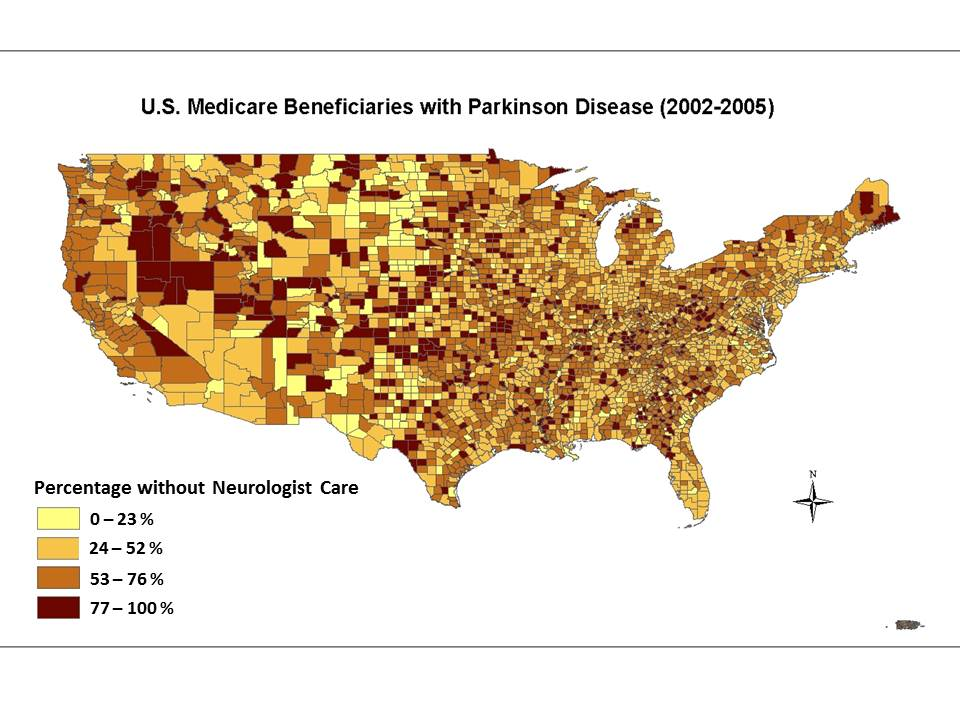 U.S. Medicare Beneficiaries with Parkinson Disease (2002-2005)
N
Percentage without Neurologist Care
0 – 23 %
24 – 52 %
53 – 76 %
77 – 100 %